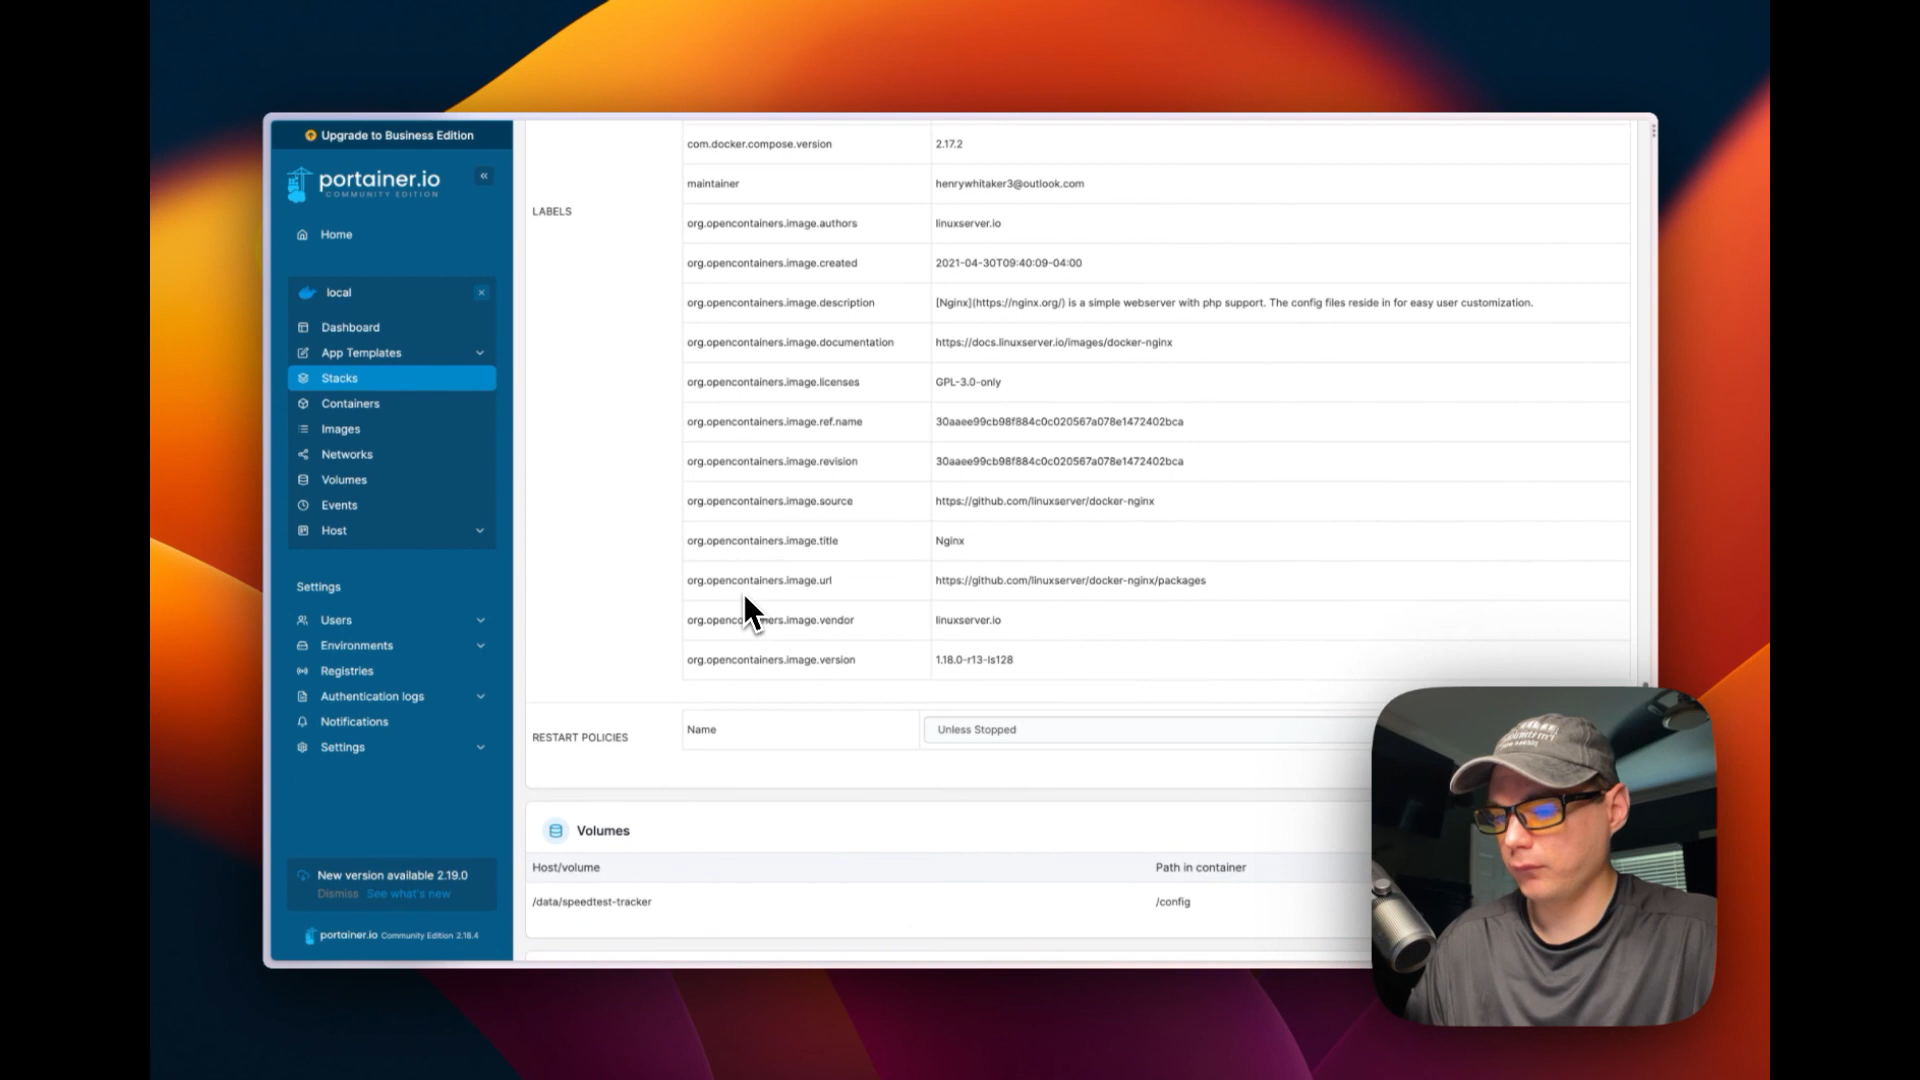 Upgrade to Business Edition
portainer.io
COMMUNITY EDITION
Home
local
Dashboard
App Templates
Stacks
Containers
Images
Networks
Volumes
Events
Host
Settings
Users
Environments
Registries
Authentication logs
Notifications
Settings
New version available 2.19.0
Dismiss See what's new
portainer.io Community Edition 2.18.4
LABELS
com.docker.compose.version 2.17.2
maintainer henrywhitaker3@outlook.com
org.opencontainers.image.authors linuxserver.io
org.opencontainers.image.created 2021-04-30T09:40:09-04:00
org.opencontainers.image.description [Nginx](https://nginx.org/) is a simple webserver with php support. The config files reside in for easy user customization.
org.opencontainers.image.documentation https://docs.linuxserver.io/images/docker-nginx
org.opencontainers.image.licenses GPL-3.0-only
org.opencontainers.image.ref.name 30aaee99cb98f884c0c020567a078e1472402bca
org.opencontainers.image.revision 30aaee99cb98f884c0c020567a078e1472402bca
org.opencontainers.image.source https://github.com/linuxserver/docker-nginx
org.opencontainers.image.title Nginx
org.opencontainers.image.url https://github.com/linuxserver/docker-nginx/packages
org.opencontainers.image.vendor linuxserver.io
org.opencontainers.image.version 1.18.0-r13-ls128
RESTART POLICIES
Name Unless Stopped
Volumes
Host/volume Path in container
/data/speedtest-tracker /config